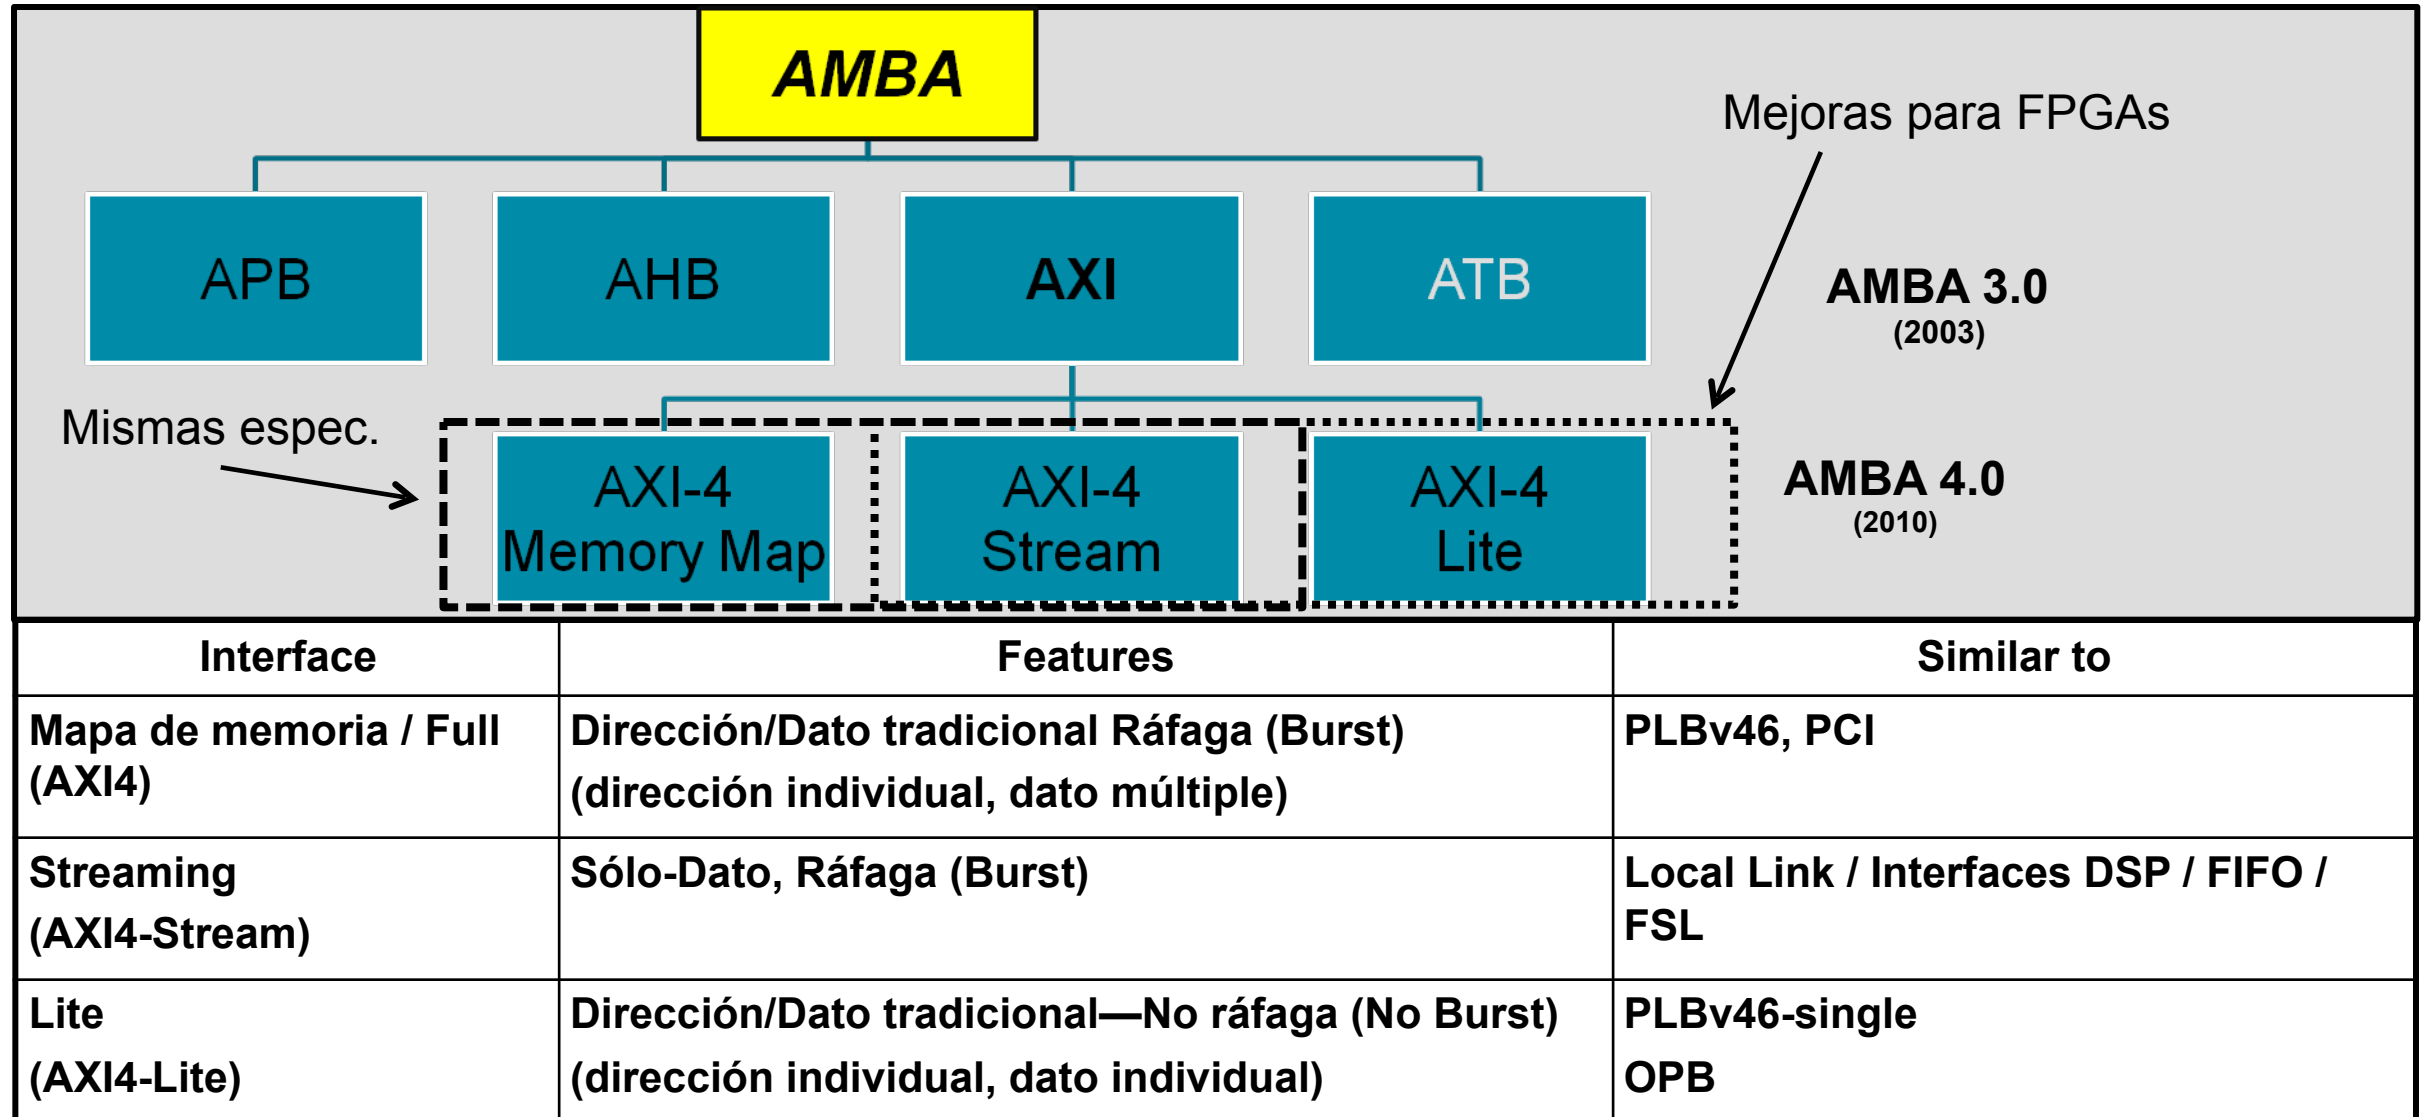 AMBA
Mejoras para FPGAs
APB
AHB
AXI
ATB
AMBA 3.0
(2003)
Mismas espec.
AXI-4
Memory Map
AXI-4
Stream
AXI-4
Lite
AMBA 4.0
(2010)
Interface
Features
Similar to
Mapa de memoria / Full
(AXI4)
Dirección/Dato tradicional Ráfaga (Burst)
(dirección individual, dato múltiple)
PLBv46, PCI
Streaming
(AXI4-Stream)
Sólo-Dato, Ráfaga (Burst)
Local Link / Interfaces DSP / FIFO /
FSL
Lite
(AXI4-Lite)
Dirección/Dato tradicional—No ráfaga (No Burst)
(dirección individual, dato individual)
PLBv46-single
OPB